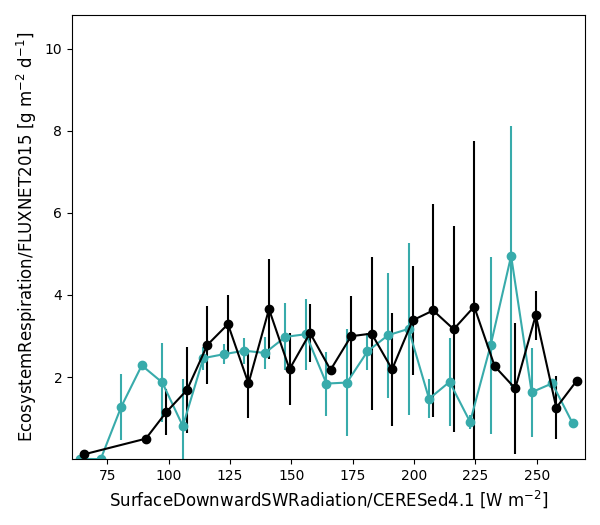 EcosystemRespiration/FLUXNET2015 [g m⁻² d⁻¹]
10
8
6
4
2
75 100 125 150 175 200 225 250
SurfaceDownwardSWRadiation/CERESed4.1 [W m⁻²]